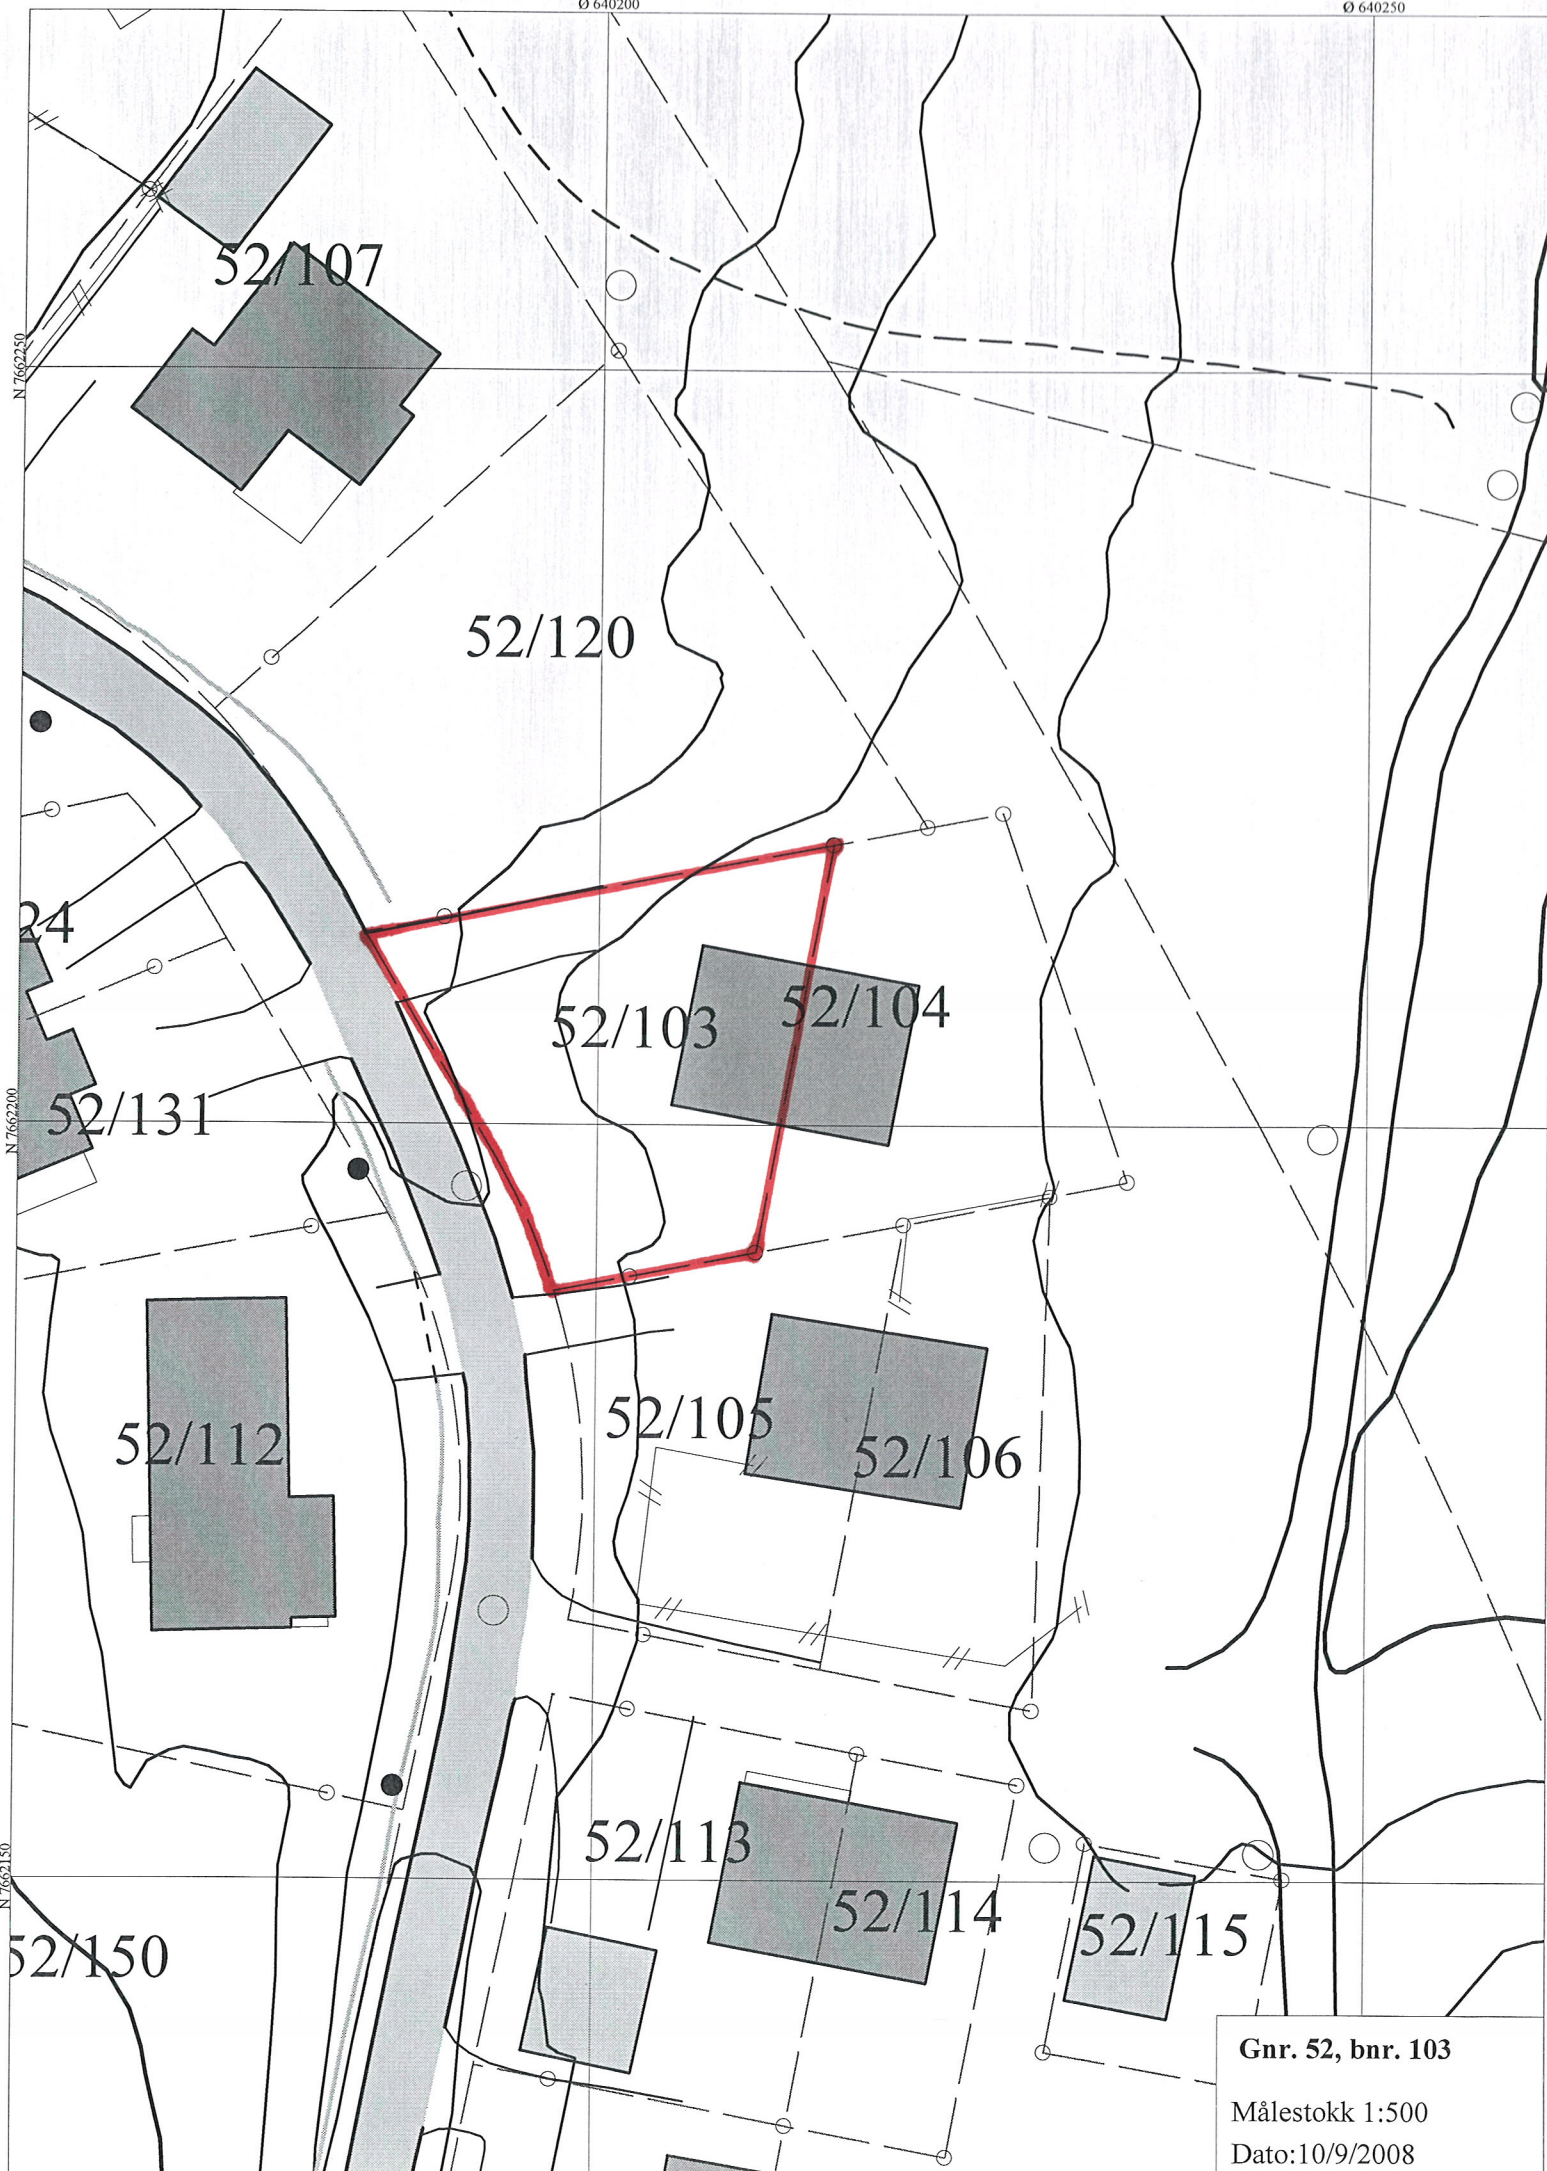 Ø 640200
Ø 640250
52/107
N 7662250
52/120
24
52/103
52/104
N 7662200
52/131
52/105
52/112
52/106
52/113
N 7662150
52/114
52/115
52/150
Gnr. 52, bnr. 103
Målestokk 1:500
Dato:10/9/2008